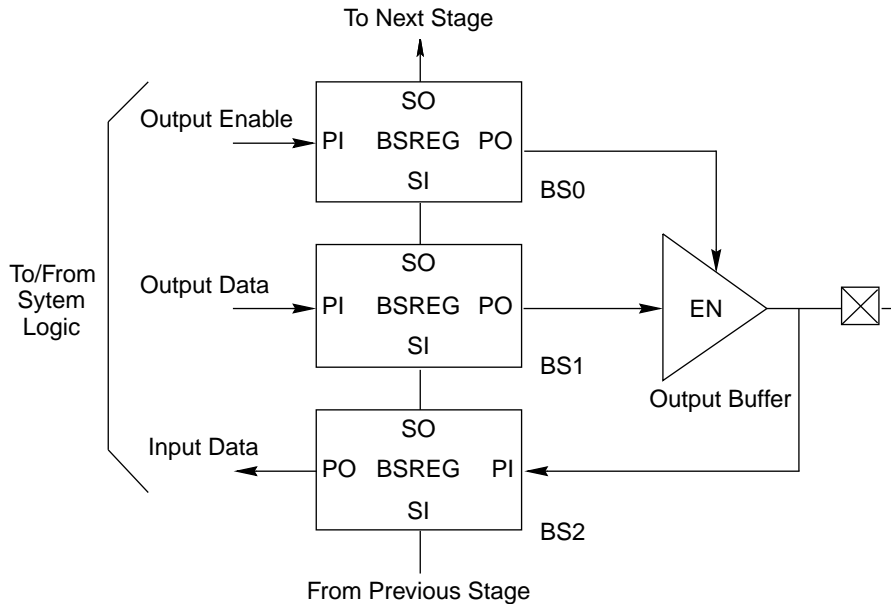 To Next Stage
SO
Output Enable
PI BSREG PO
SI
BS0
SO
Output Data
PI BSREG PO
EN
SI
BS1
To/From
Sytem
Logic
Output Buffer
SO
Input Data
PO BSREG PI
SI
BS2
From Previous Stage